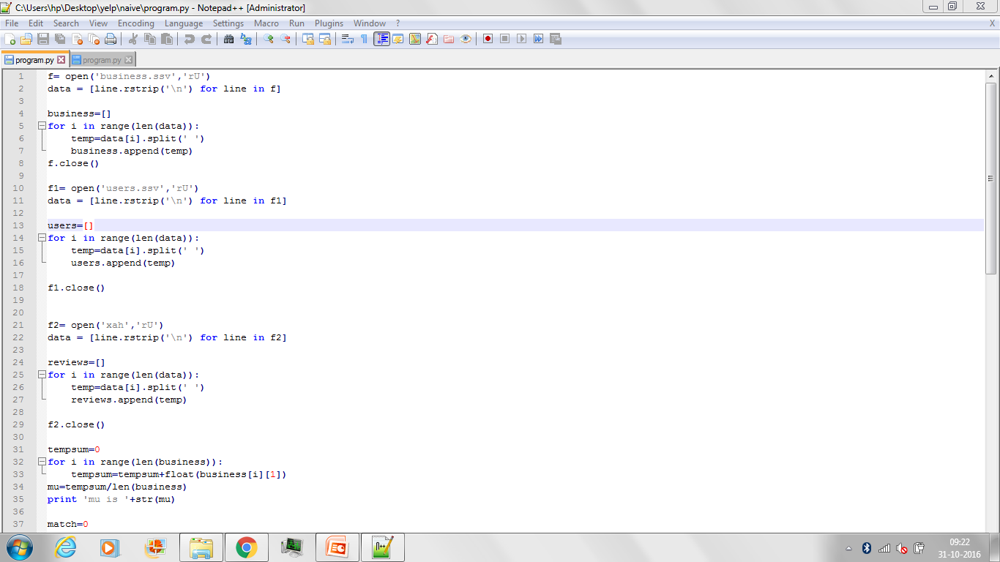 C:\Users\hp\Desktop\yelp\naive\program.py - Notepad++ [Administrator]
File Edit Search View Encoding Language Settings Macro Run Plugins Window ? X
program.py program.py
1 f= open('business.ssv','rU')
2 data = [line.rstrip('\n') for line in f]
3
4 business=[]
5 for i in range(len(data)):
6 temp=data[i].split(' ')
7 business.append(temp)
8 f.close()
9
10 f1= open('users.ssv','rU')
11 data = [line.rstrip('\n') for line in f1]
12
13 users=[]
14 for i in range(len(data)):
15 temp=data[i].split(' ')
16 users.append(temp)
17
18 f1.close()
19
20
21 f2= open('xah','rU')
22 data = [line.rstrip('\n') for line in f2]
23
24 reviews=[]
25 for i in range(len(data)):
26 temp=data[i].split(' ')
27 reviews.append(temp)
28
29 f2.close()
30
31 tempsum=0
32 for i in range(len(business)):
33 tempsum=tempsum+float(business[i][1])
34 mu=tempsum/len(business)
35 print 'mu is '+str(mu)
36
37 match=0
09:22
31-10-2016